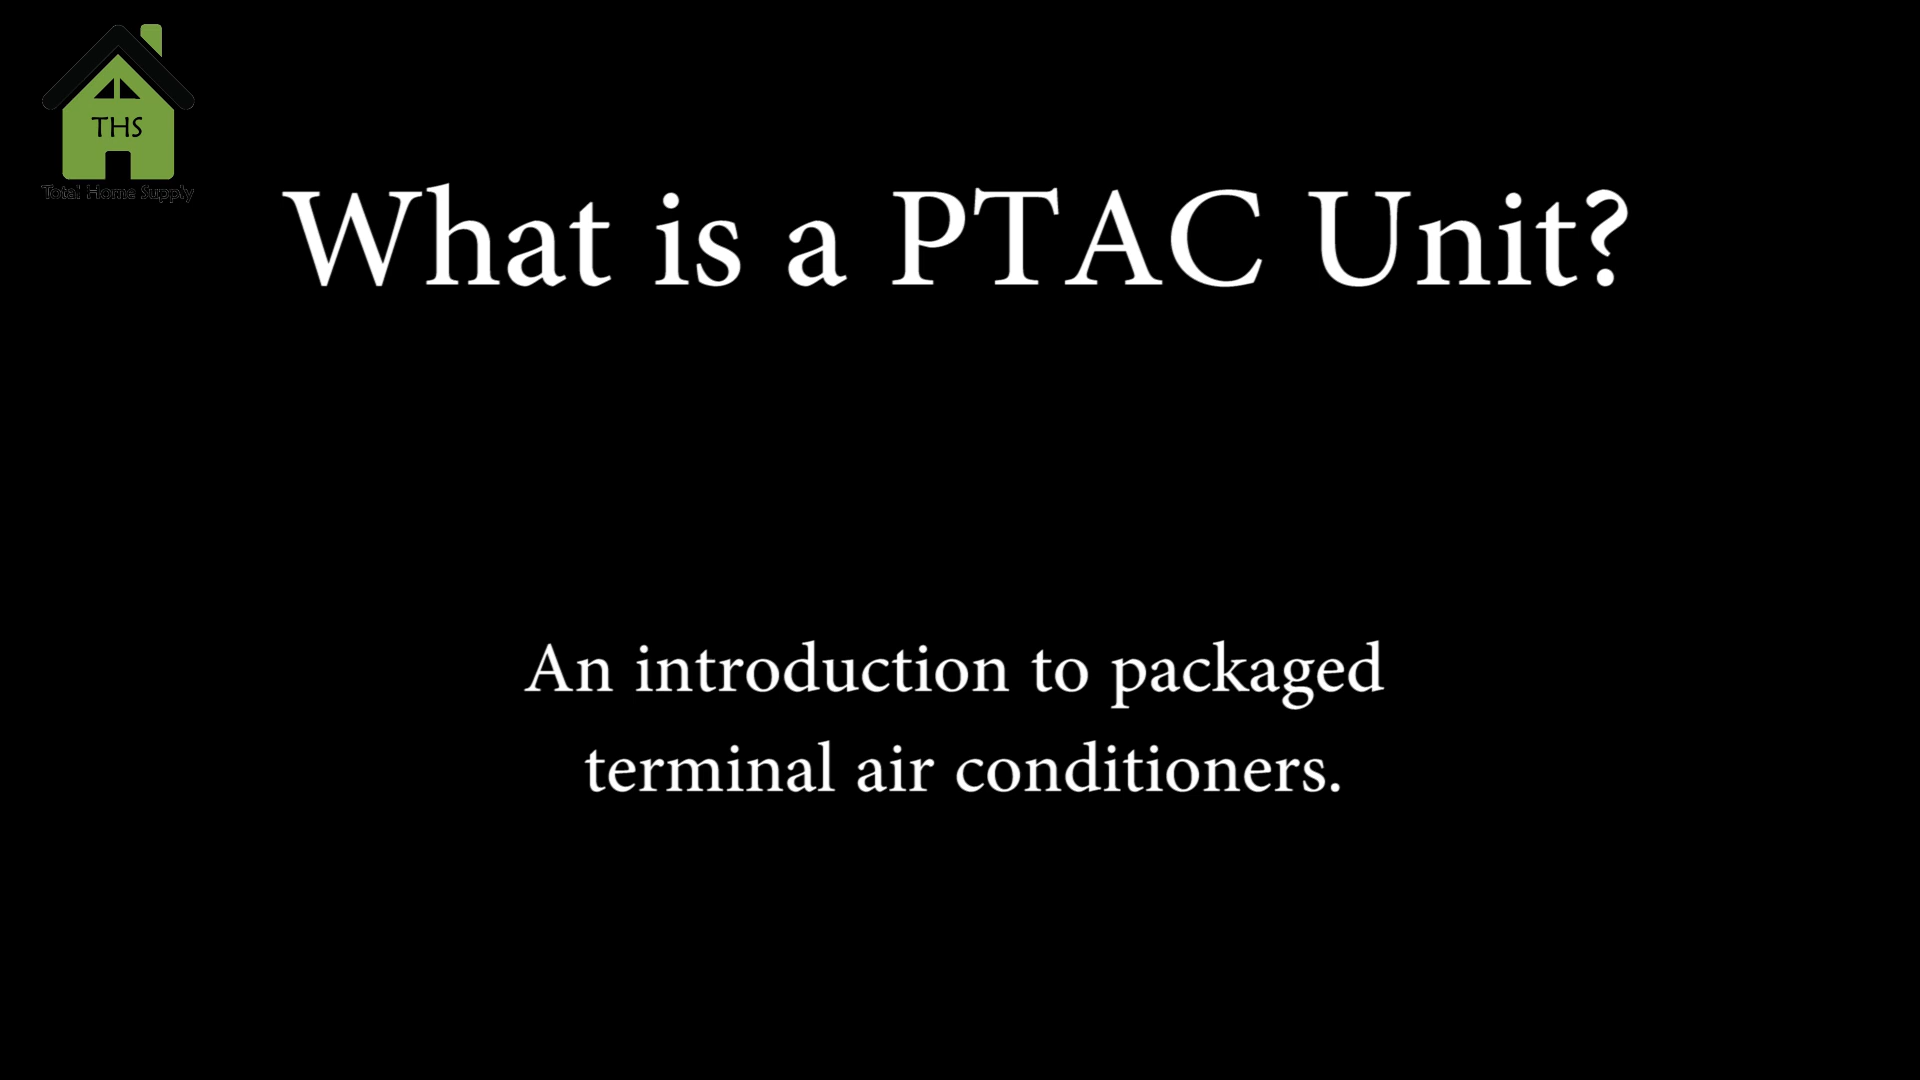 THS
Total Home Supply
What is a PTAC Unit?
An introduction to packaged
terminal air conditioners.